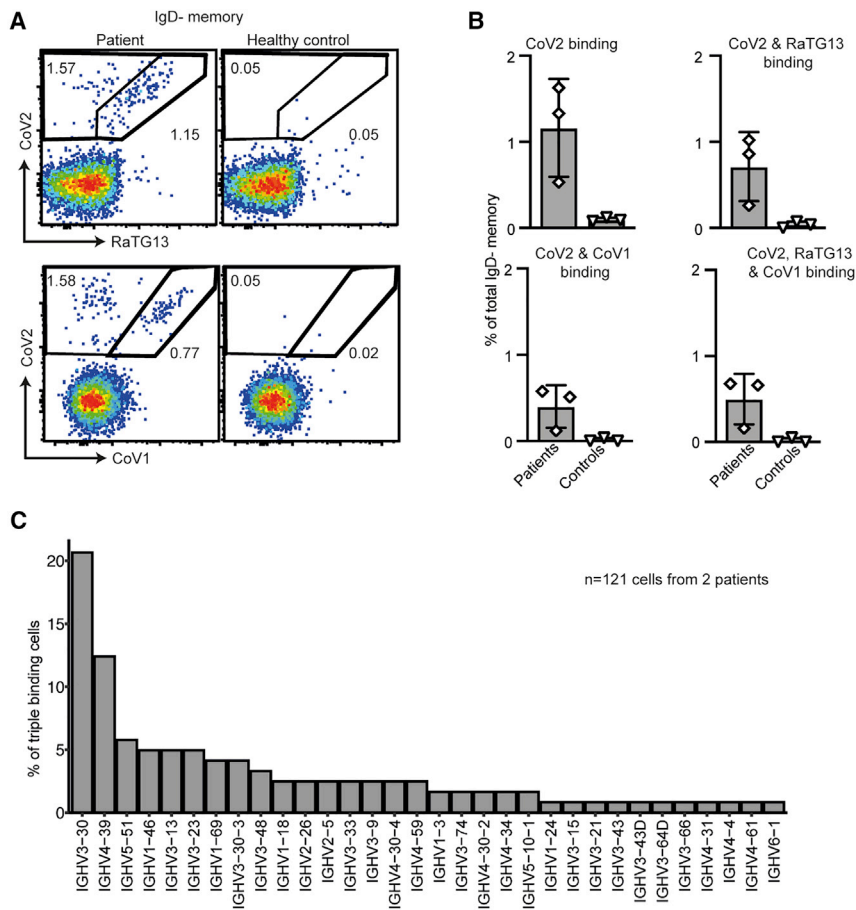 A
IgD- memory
Patient
Healthy control
1.57
1.15
0.05
0.05
CoV2
RaTG13
1.58
0.77
0.05
0.02
CoV2
CoV1
B
% of total IgD- memory
CoV2 binding
2
1
0
CoV2 & RaTG13
binding
2
1
0
CoV2 & CoV1
binding
2
1
0
Patients
Controls
CoV2, RaTG13
& CoV1 binding
2
1
0
Patients
Controls
C
n=121 cells from 2 patients
% of triple binding cells
20
15
10
5
0
IGHV3-30
IGHV4-39
IGHV5-51
IGHV1-46
IGHV3-13
IGHV3-23
IGHV1-69
IGHV3-30-3
IGHV3-48
IGHV1-18
IGHV2-26
IGHV2-5
IGHV3-33
IGHV3-9
IGHV4-30-4
IGHV4-59
IGHV1-3
IGHV3-74
IGHV4-30-2
IGHV4-34
IGHV5-10-1
IGHV1-24
IGHV3-15
IGHV3-21
IGHV3-43
IGHV3-43D
IGHV3-64D
IGHV3-66
IGHV4-31
IGHV4-4
IGHV4-61
IGHV6-1